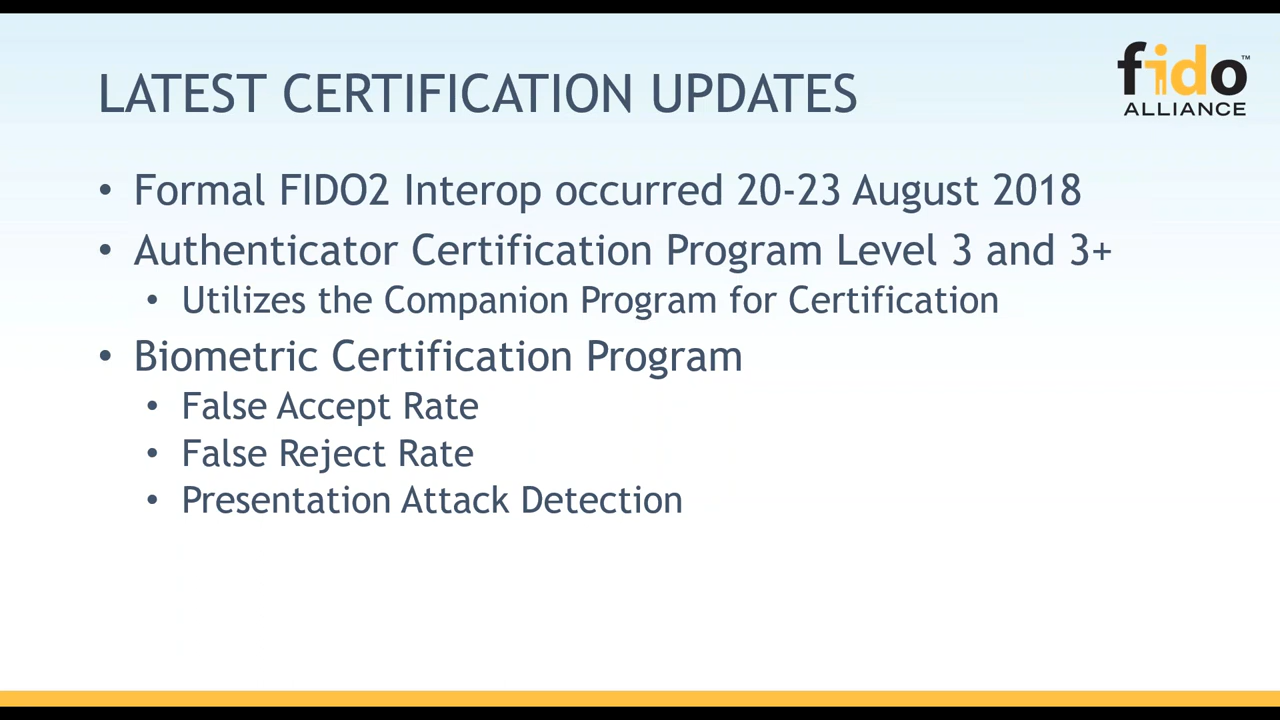 LATEST CERTIFICATION UPDATES
fido™
ALLIANCE
• Formal FIDO2 Interop occurred 20-23 August 2018
• Authenticator Certification Program Level 3 and 3+
• Utilizes the Companion Program for Certification
• Biometric Certification Program
• False Accept Rate
• False Reject Rate
• Presentation Attack Detection